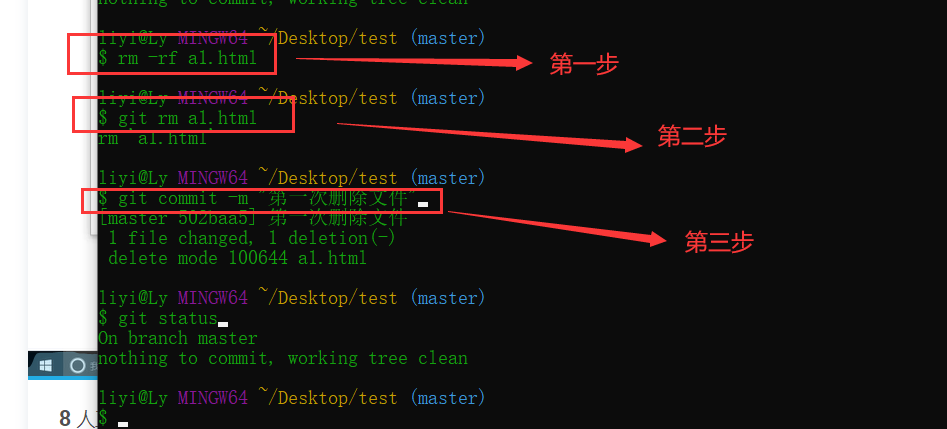 nothing to commit, working tree clean
liyi@Ly MINGW64 ~/Desktop/test (master)
$ rm -rf a1.html
第一步
liyi@Ly MINGW64 ~/Desktop/test (master)
$ git rm a1.html
rm 'a1.html'
第二步
liyi@Ly MINGW64 ~/Desktop/test (master)
$ git commit -m "第一次删除文件"
[master 502baa5] 第一次删除文件
1 file changed, 1 deletion(-)
第三步
delete mode 100644 a1.html
liyi@Ly MINGW64 ~/Desktop/test (master)
$ git status
On branch master
nothing to commit, working tree clean
liyi@Ly MINGW64 ~/Desktop/test (master)
$
8 人